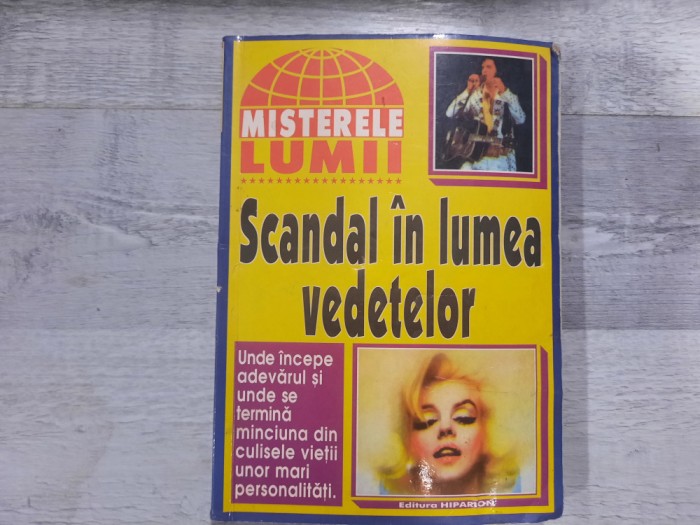 MISTERELE
LUMII
Scandal în lumea
vedetelor
Unde începe
adevărul și
unde se
termină
minciuna din
culisele vieții
unor mari
personalități.
Editura HIPARION